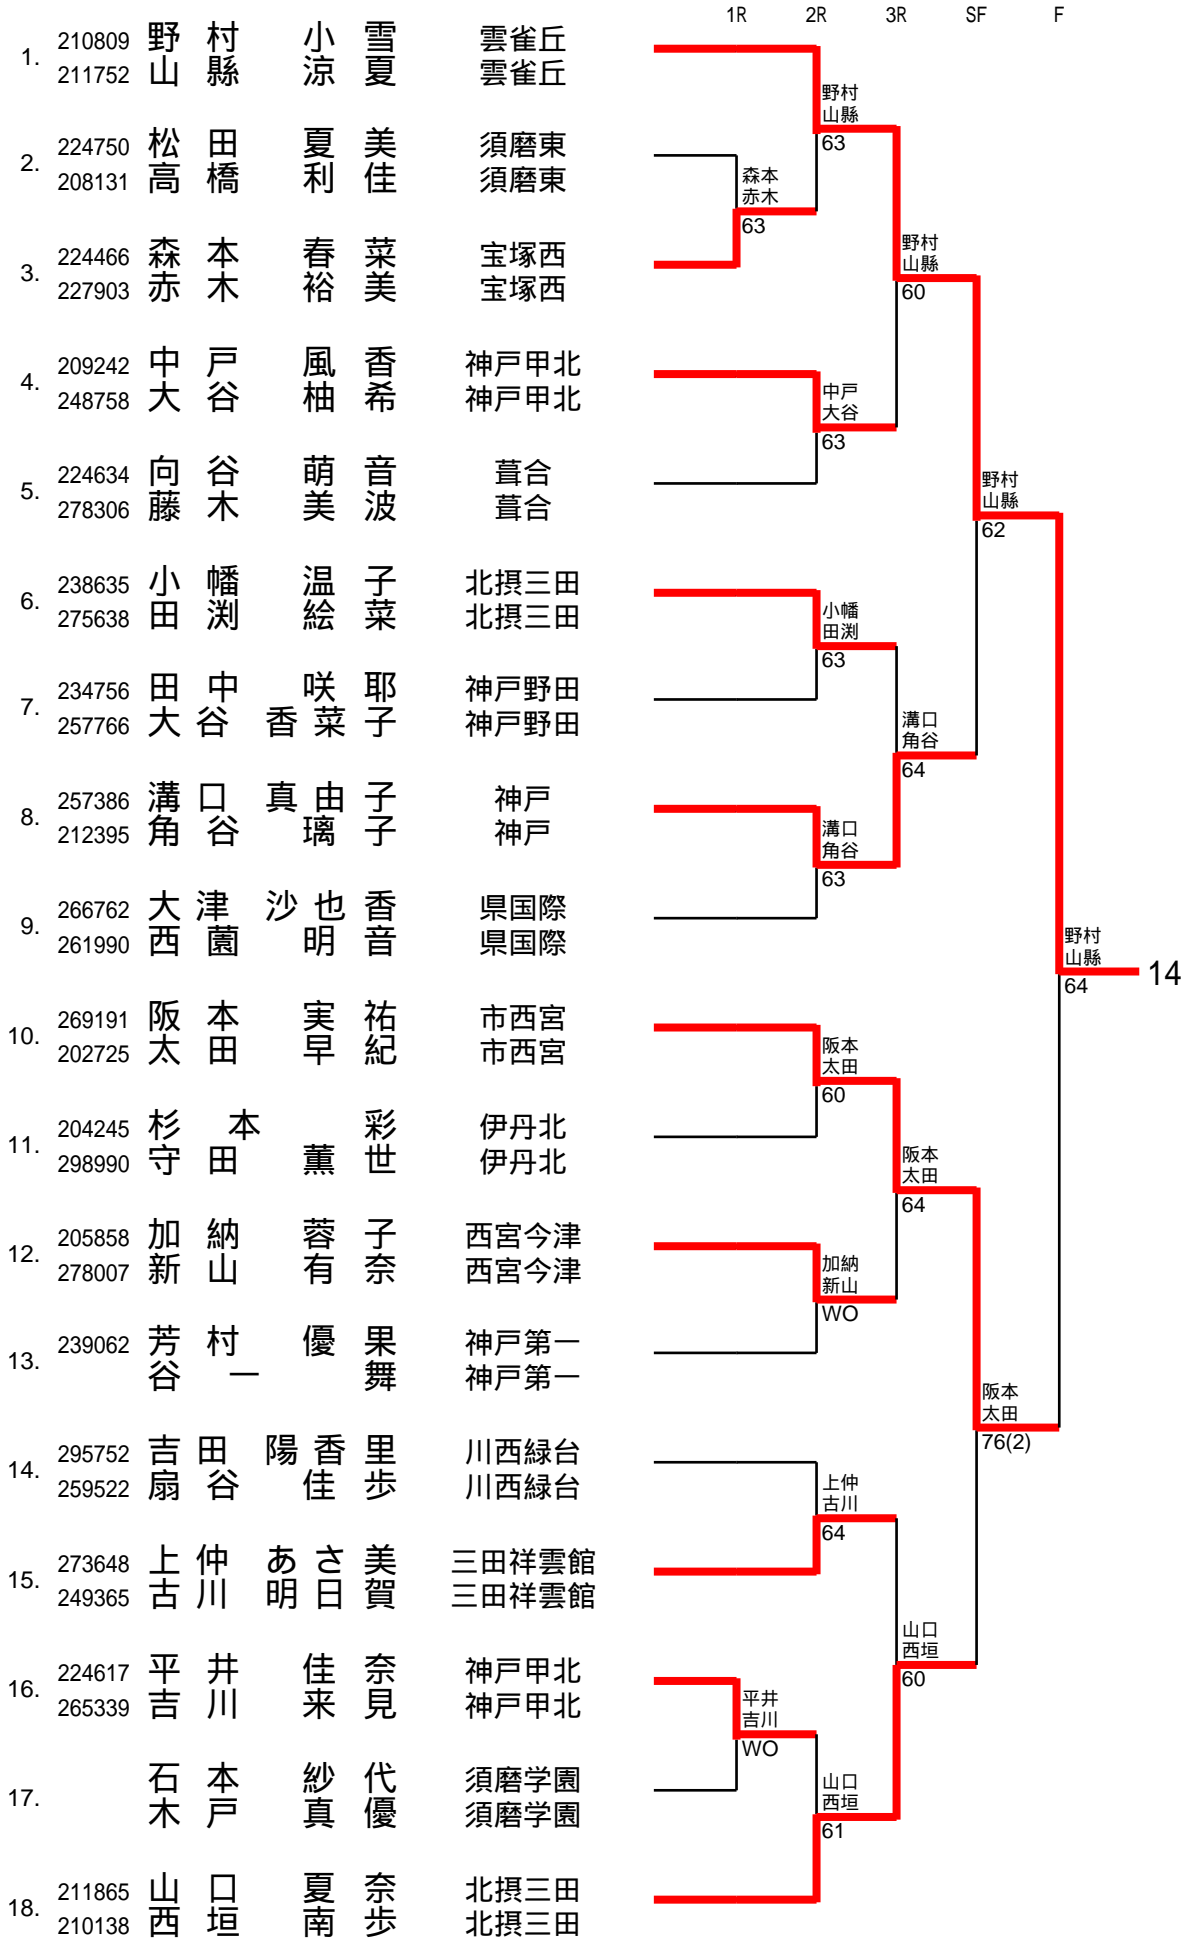 1R 2R 3R SF F
1. 210809 野村 小雪 雲雀丘
211752 山縣 涼夏 雲雀丘
2. 224750 松田 夏美 須磨東
208131 高橋 利佳 須磨東
3. 224466 森本 春菜 宝塚西
227903 赤木 裕美 宝塚西
4. 209242 中戸 風香 神戸甲北
248758 大谷 柚希 神戸甲北
5. 224634 向谷 萌音 葺合
278306 藤木 美波 葺合
6. 238635 小幡 温子 北摂三田
275638 田渕 絵菜 北摂三田
7. 234756 田中 咲耶 神戸野田
257766 大谷 香菜子 神戸野田
8. 257386 溝口 真由子 神戸
212395 角谷 璃子 神戸
9. 266762 大津 沙也香 県国際
261990 西薗 明音 県国際
10. 269191 阪本 実祐 市西宮
202725 太田 早紀 市西宮
11. 204245 杉本 彩 伊丹北
298990 守田 薫世 伊丹北
12. 205858 加納 蓉子 西宮今津
278007 新山 有奈 西宮今津
13. 239062 芳村 優果 神戸第一
谷一 舞 神戸第一
14. 295752 吉田 陽香里 川西緑台
259522 扇谷 佳歩 川西緑台
15. 273648 上仲 あさ美 三田祥雲館
249365 古川 明日賀 三田祥雲館
16. 224617 平井 佳奈 神戸甲北
265339 吉川 来見 神戸甲北
17. 石本 紗代 須磨学園
木戸 真優 須磨学園
18. 211865 山口 夏奈 北摂三田
210138 西垣 南歩 北摂三田
森本
赤木
63
平井
吉川
WO
野村
山縣
63
中戸
大谷
63
小幡
田渕
63
溝口
角谷
63
阪本
太田
60
加納
新山
WO
上仲
古川
64
山口
西垣
61
野村
山縣
60
溝口
角谷
64
阪本
太田
64
山口
西垣
60
野村
山縣
62
阪本
太田
76(2)
野村
山縣
64
14